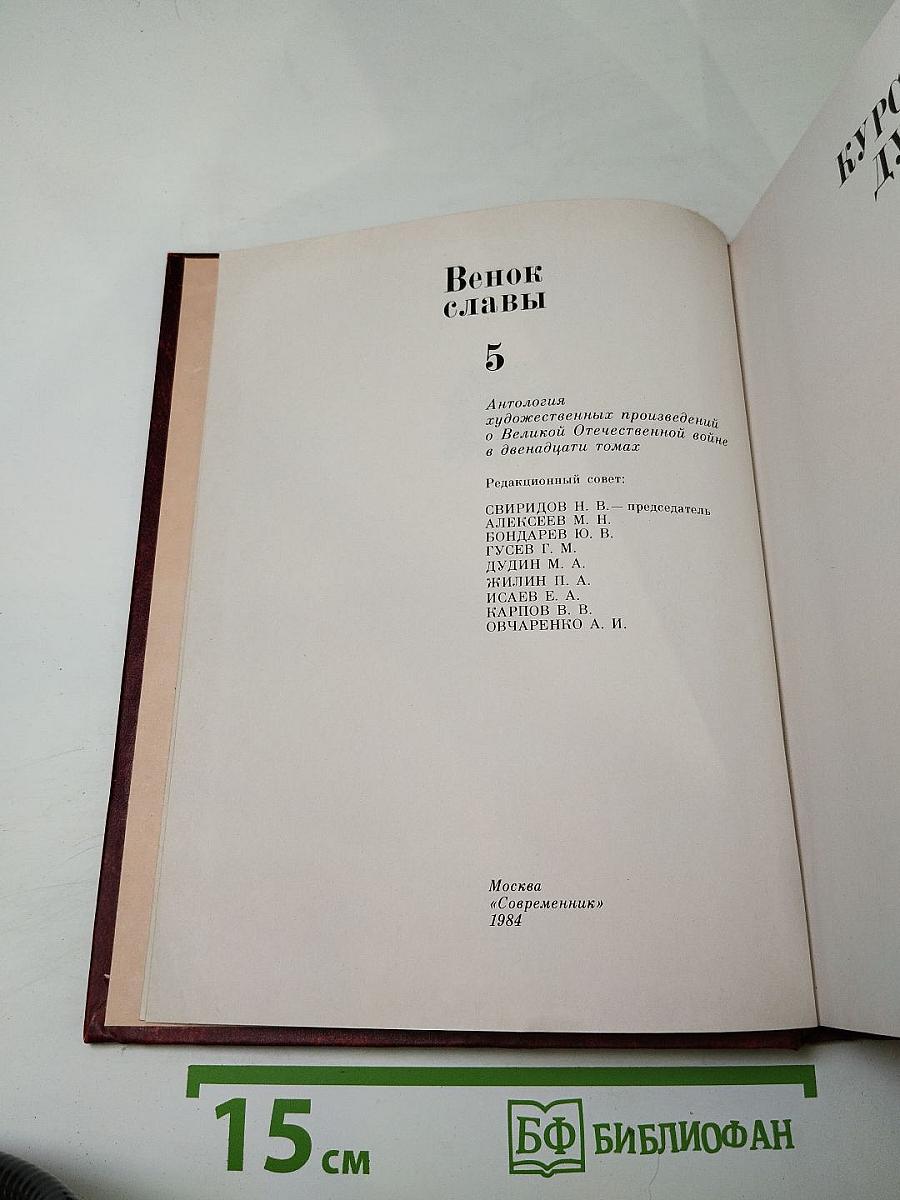 Венок
славы
5
Антология
художественных произведений
о Великой Отечественной войне
в двенадцати томах
Редакционный совет:
СВИРИДОВ Н. В.— председатель
АЛЕКСЕЕВ М. Н.
БОНДАРЕВ Ю. В.
ГУСЕВ Г. М.
ДУДИН М. А.
ЖИЛИН П. А.
ИСАЕВ Е. А.
КАРПОВ В. В.
ОВЧАРЕНКО А. И.
Москва
«Современник»
1984
15 см
БФ БИБЛИОФАН